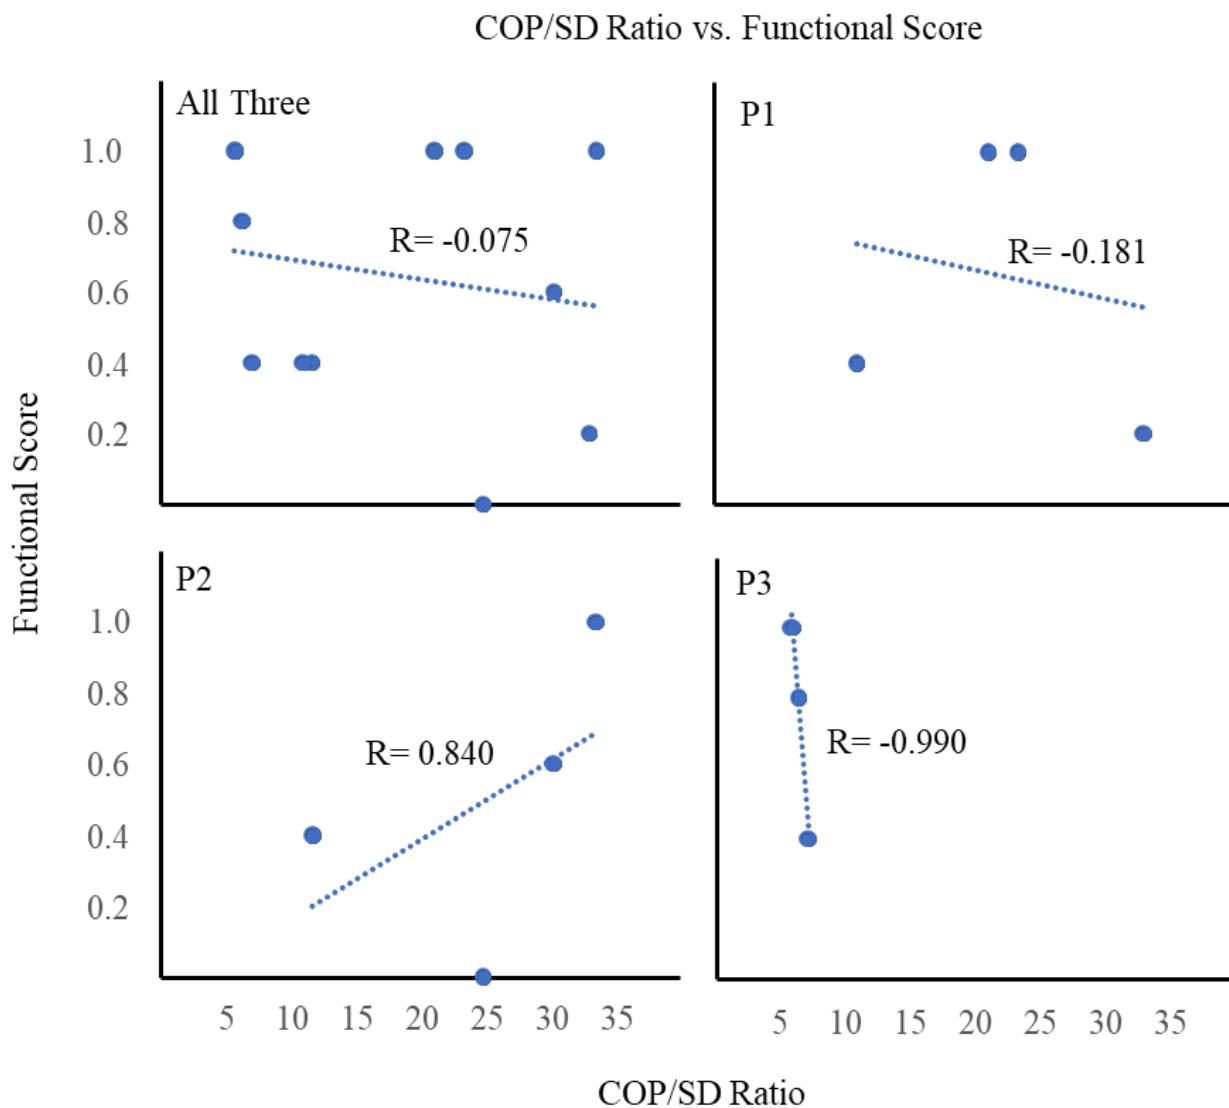 COP/SD Ratio vs. Functional Score
All Three
P1
1.0
0.8
0.6
0.4
0.2
R= -0.075
R= -0.181
Functional Score
P2
P3
1.0
0.8
0.6
0.4
0.2
R= 0.840
R= -0.990
5 10 15 20 25 30 35
5 10 15 20 25 30 35
COP/SD Ratio